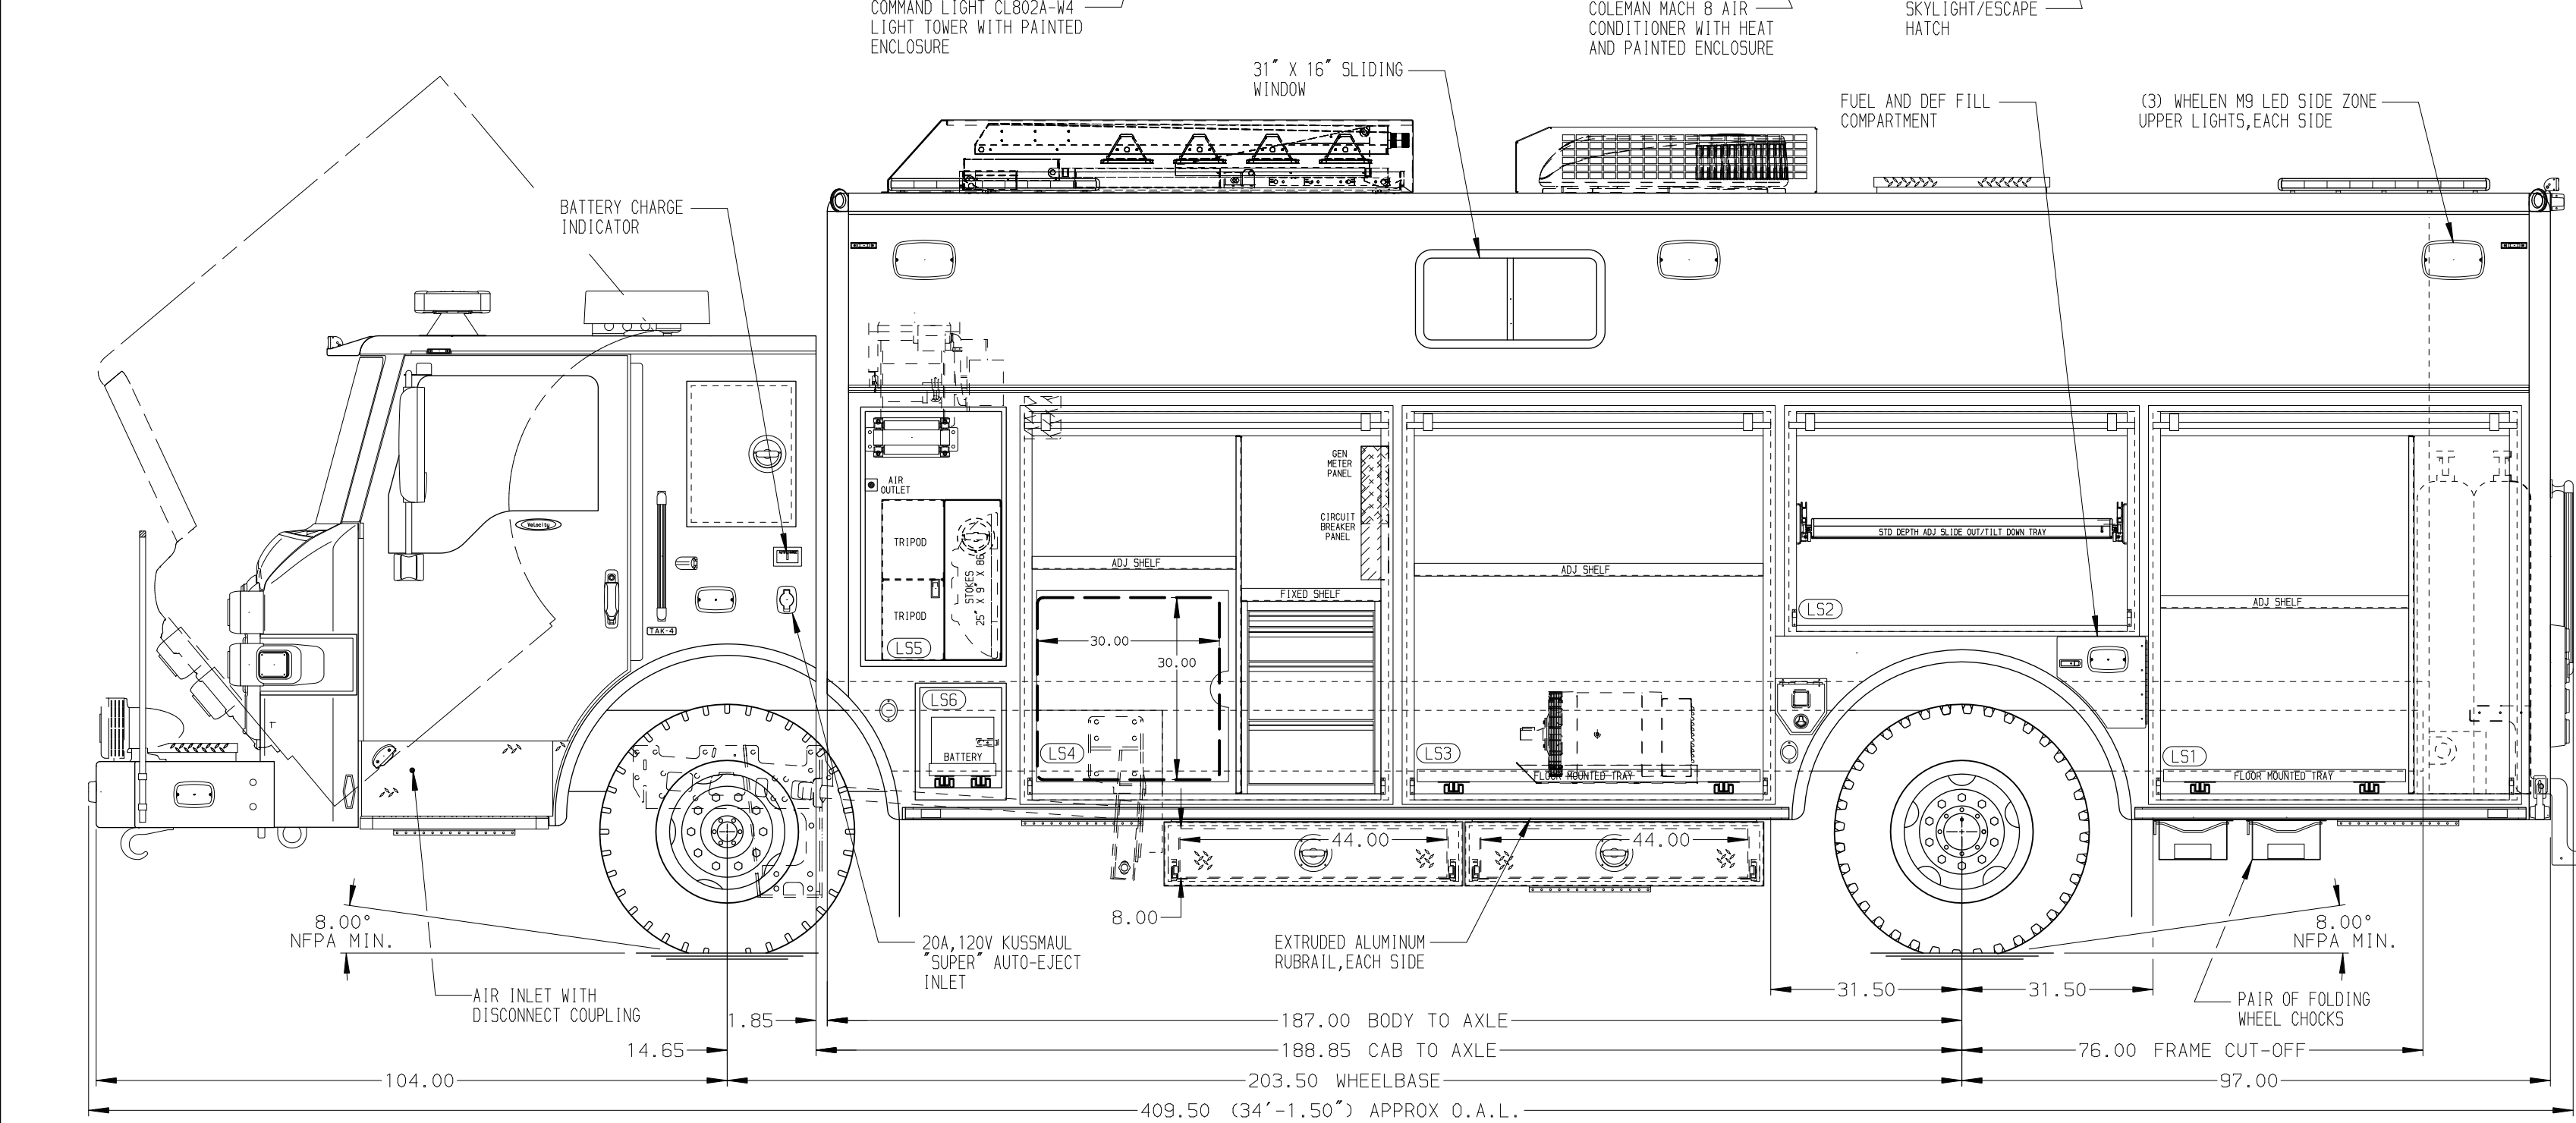 COMMAND LIGHT CL802A-W4
LIGHT TOWER WITH PAINTED
ENCLOSURE
COLEMAN MACH 8 AIR
CONDITIONER WITH HEAT
AND PAINTED ENCLOSURE
SKYLIGHT/ESCAPE
HATCH
31" X 16" SLIDING
WINDOW
FUEL AND DEF FILL
COMPARTMENT
(3) WHELEN M9 LED SIDE ZONE
UPPER LIGHTS,EACH SIDE
BATTERY CHARGE
INDICATOR
Velocity
TAK-4
AIR
OUTLET
TRIPOD
TRIPOD
STOKES
25" X 9" X 86
LS5
LS6
BATTERY
ADJ SHELF
30.00
30.00
LS4
GEN
METER
PANEL
CIRCUIT
BREAKER
PANEL
FIXED SHELF
ADJ SHELF
LS3
FLOOR MOUNTED TRAY
STD DEPTH ADJ SLIDE OUT/TILT DOWN TRAY
LS2
ADJ SHELF
LS1
FLOOR MOUNTED TRAY
44.00
44.00
8.00
8.00°
NFPA MIN.
8.00°
NFPA MIN.
20A,120V KUSSMAUL
"SUPER" AUTO-EJECT
INLET
EXTRUDED ALUMINUM
RUBRAIL,EACH SIDE
AIR INLET WITH
DISCONNECT COUPLING
PAIR OF FOLDING
WHEEL CHOCKS
31.50
31.50
1.85
187.00 BODY TO AXLE
14.65
188.85 CAB TO AXLE
76.00 FRAME CUT-OFF
104.00
203.50 WHEELBASE
97.00
409.50 (34'-1.50") APPROX O.A.L.